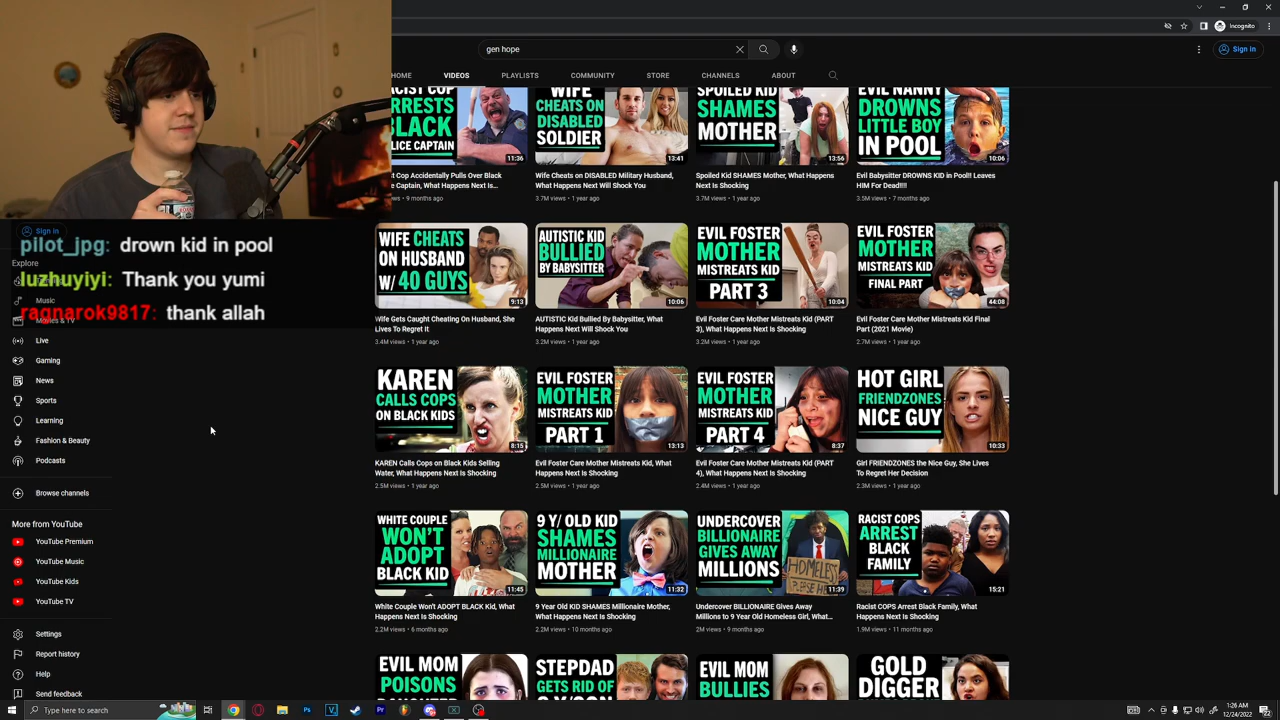 gen hope
Incognito
Sign in
HOME
VIDEOS
PLAYLISTS
COMMUNITY
STORE
CHANNELS
ABOUT
ARRESTS
BLACK
11:36
Cop Accidentally Pulls Over Black
Captain, What Happens Next Is...
9 months ago
WIFE
CHEATS ON
DISABLED
SOLDIER
13:41
Wife Cheats on DISABLED Military Husband,
What Happens Next Will Shock You
3.7M views • 1 year ago
SPOILED KID
SHAMES
MOTHER
13:56
Spoiled Kid SHAMES Mother, What Happens
Next Is Shocking
3.7M views • 1 year ago
EVIL NANNY
DROWNS
LITTLE BOY
IN POOL
10:06
Evil Babysitter DROWNS KID in Pool!! Leaves
HIM For Dead!!!!
3.5M views • 7 months ago
Sign in
pilot_jpg: drown kid in pool
Explore
luzhuyiyi: Thank you yumi
Music
ragnarok9817: thank allah
Movies & TV
Live
Gaming
News
Sports
Learning
Fashion & Beauty
Podcasts
Browse channels
More from YouTube
YouTube Premium
YouTube Music
YouTube Kids
YouTube TV
Settings
Report history
Help
Send feedback
WIFE CHEATS
ON HUSBAND
W/ 40 GUYS
9:13
Wife Gets Caught Cheating On Husband, She
Lives To Regret It
3.4M views • 1 year ago
AUTISTIC KID
BULLIED
BY BABYSITTER
10:06
AUTISTIC Kid Bullied By Babysitter, What
Happens Next Will Shock You
3.2M views • 1 year ago
EVIL FOSTER
MOTHER
MISTREATS KID
PART 3
10:04
Evil Foster Care Mother Mistreats Kid (PART
3), What Happens Next Is Shocking
3.2M views • 1 year ago
EVIL FOSTER
MOTHER
MISTREATS KID
FINAL PART
44:08
Evil Foster Care Mother Mistreats Kid Final
Part (2021 Movie)
2.7M views • 1 year ago
KAREN
CALLS COPS
ON BLACK KIDS
8:15
KAREN Calls Cops on Black Kids Selling
Water, What Happens Next Is Shocking
2.5M views • 1 year ago
EVIL FOSTER
MOTHER
MISTREATS KID
PART 1
13:13
Evil Foster Care Mother Mistreats Kid, What
Happens Next Is Shocking
2.5M views • 1 year ago
EVIL FOSTER
MOTHER
MISTREATS KID
PART 4
8:37
Evil Foster Care Mother Mistreats Kid (PART
4), What Happens Next Is Shocking
2.4M views • 1 year ago
HOT GIRL
FRIENDZONES
NICE GUY
10:33
Girl FRIENDZONES the Nice Guy, She Lives
To Regret Her Decision
2.3M views • 1 year ago
WHITE COUPLE
WON'T
ADOPT
BLACK KID
11:45
White Couple Won't ADOPT BLACK Kid, What
Happens Next Is Shocking
2.2M views • 6 months ago
9 Y/ OLD KID
SHAMES
MILLIONAIRE
MOTHER
11:32
9 Year Old KID SHAMES Millionaire Mother,
What Happens Next Is Shocking
2.2M views • 10 months ago
UNDERCOVER
BILLIONAIRE
GIVES AWAY
MILLIONS
HOMELESS
11:39
Undercover BILLIONAIRE Gives Away
Millions to 9 Year Old Homeless Girl, What...
2M views • 9 months ago
RACIST COPS
ARREST
BLACK
FAMILY
15:21
Racist COPS Arrest Black Family, What
Happens Next Is Shocking
1.9M views • 11 months ago
EVIL MOM
POISONS
STEPDAD
GETS RID OF
EVIL MOM
BULLIES
GOLD
DIGGER
Type here to search
1:26 AM
12/24/2022